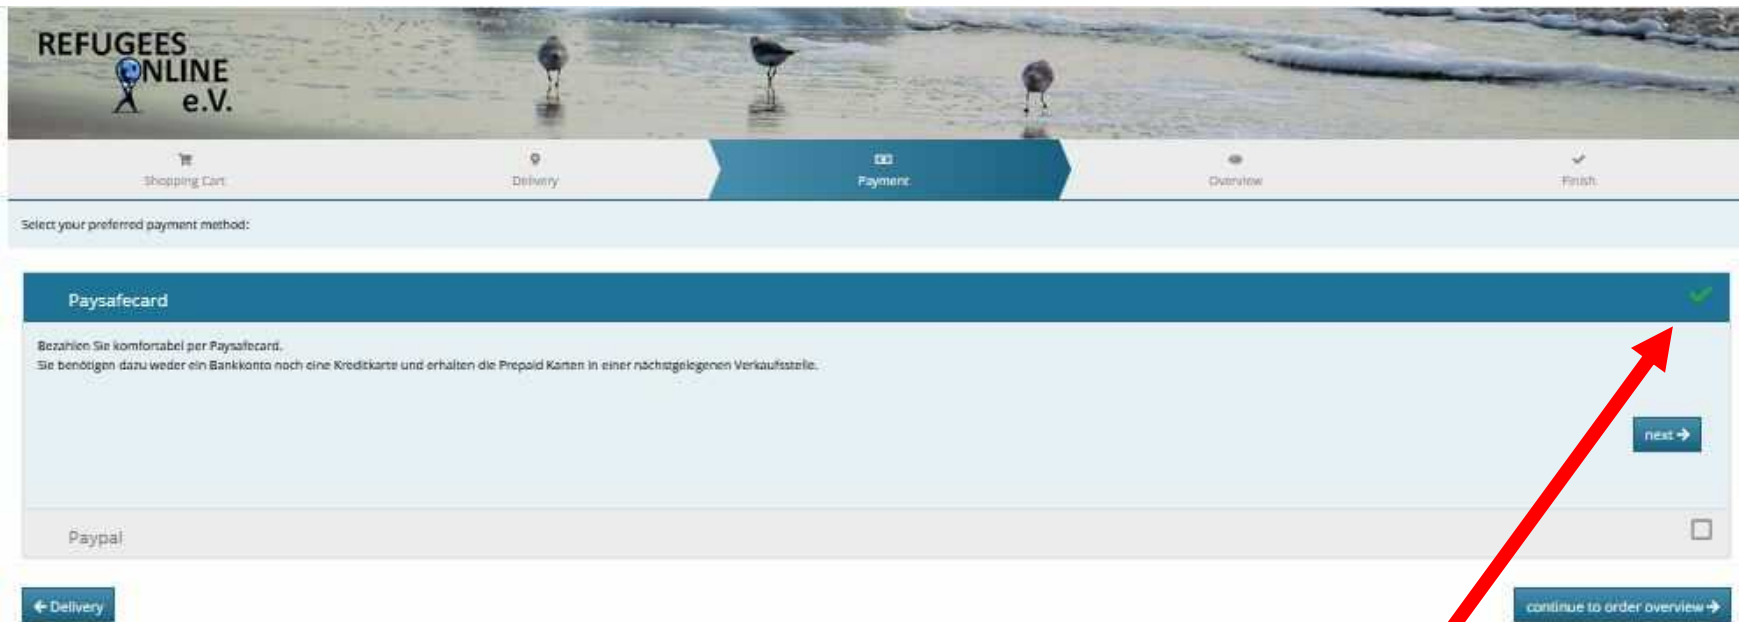 REFUGEES
ONLINE
e.V.
Shopping Cart
Delivery
Payment
Overview
Finish
Select your preferred payment method:
Paysafecard
Bezahlen Sie komfortabel per Paysafecard.
Sie benötigen dazu weder ein Bankkonto noch eine Kreditkarte und erhalten die Prepaid Karten in einer nächstgelegenen Verkaufsstelle.
next
Paypal
Delivery
continue to order overview